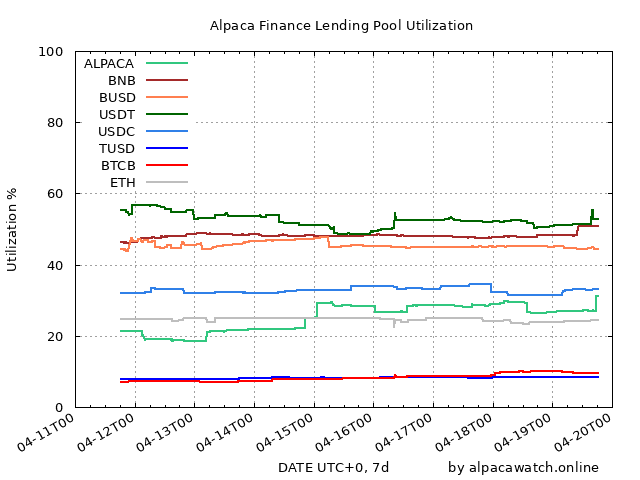 Alpaca Finance Lending Pool Utilization
100
80
60
40
20
0
Utilization %
ALPACA
BNB
BUSD
USDT
USDC
TUSD
BTCB
ETH
04-11T00
04-12T00
04-13T00
04-14T00
04-15T00
04-16T00
04-17T00
04-18T00
04-19T00
04-20T00
DATE UTC+0, 7d
by alpacawatch.online